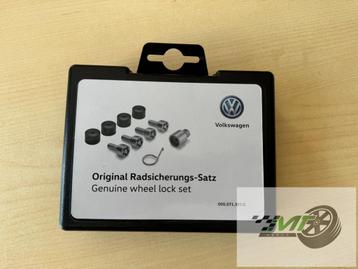 Volkswagen
Original Radsicherungs-Satz
Genuine wheel lock set